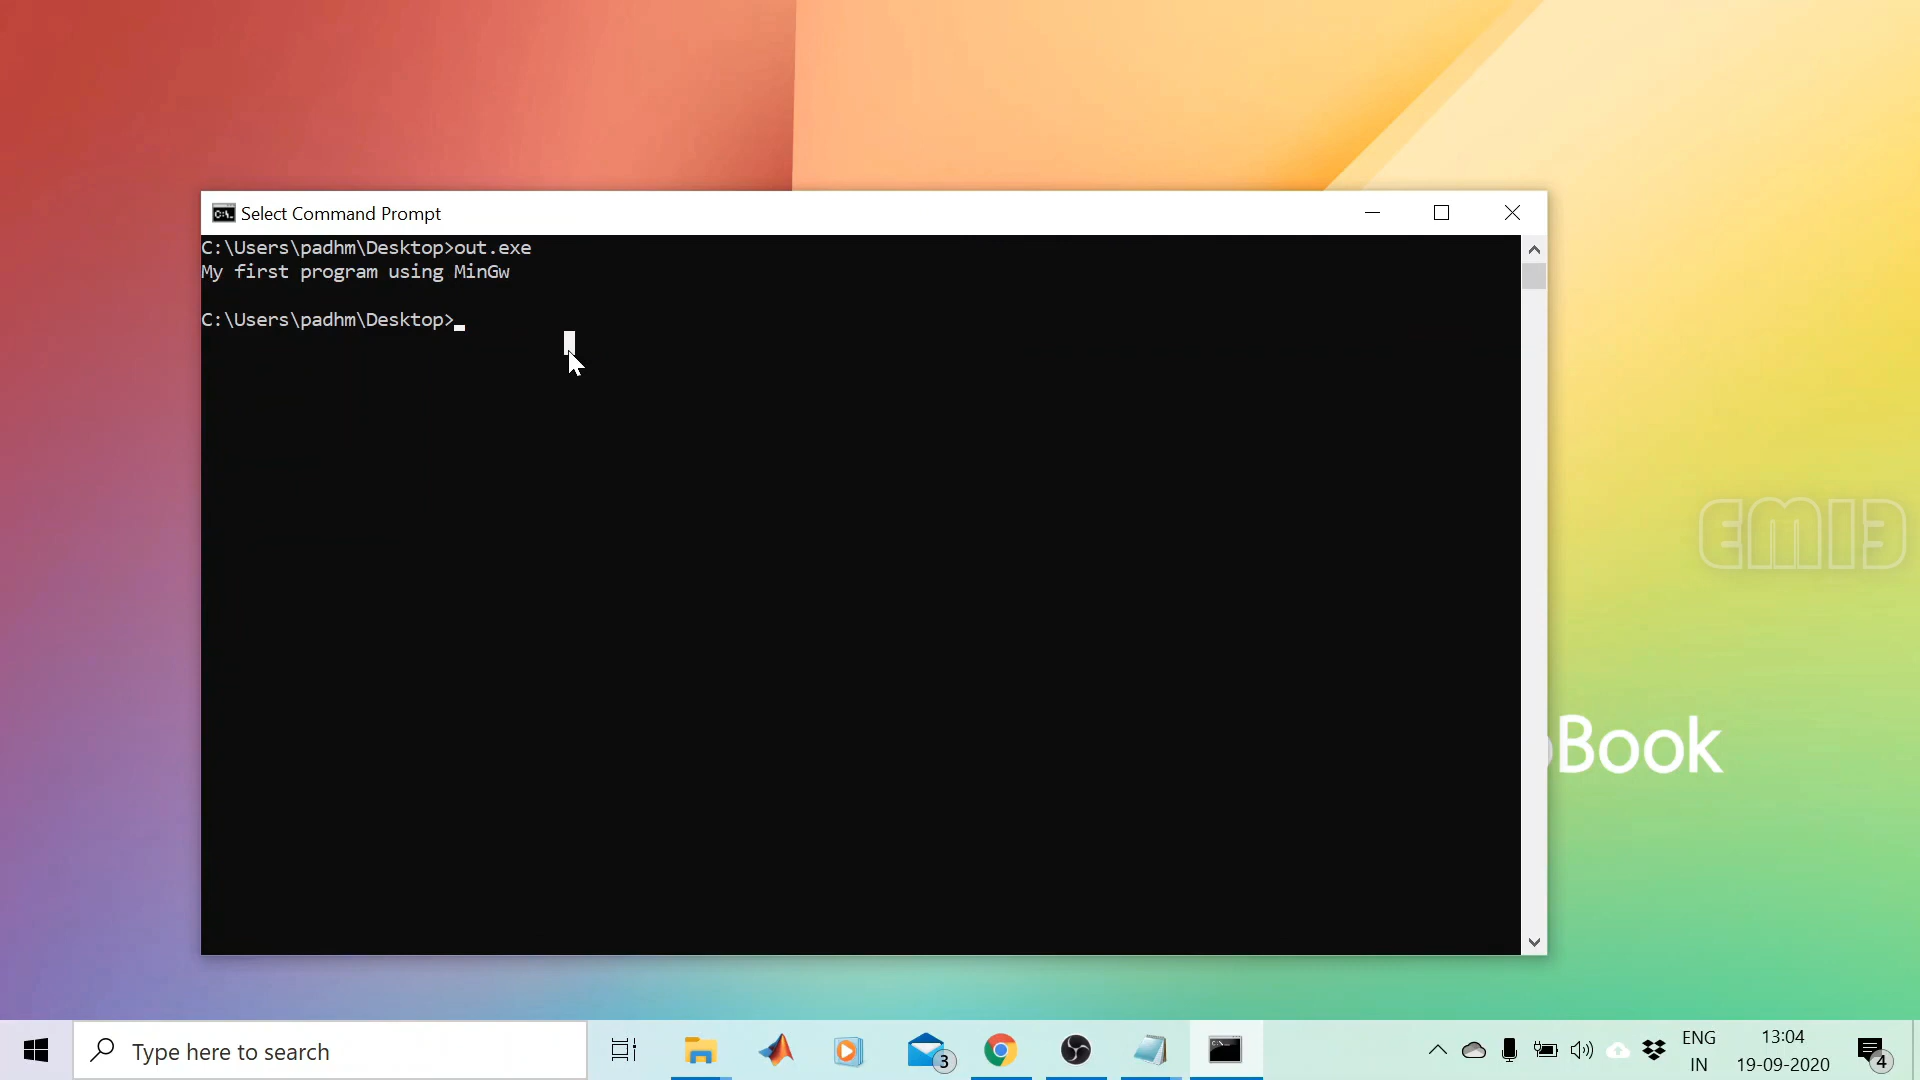 Select Command Prompt
C:\Users\padhm\Desktop>out.exe
My first program using MinGw
C:\Users\padhm\Desktop>
EMIE
Book
Type here to search
3
ENG
IN
13:04
19-09-2020
4